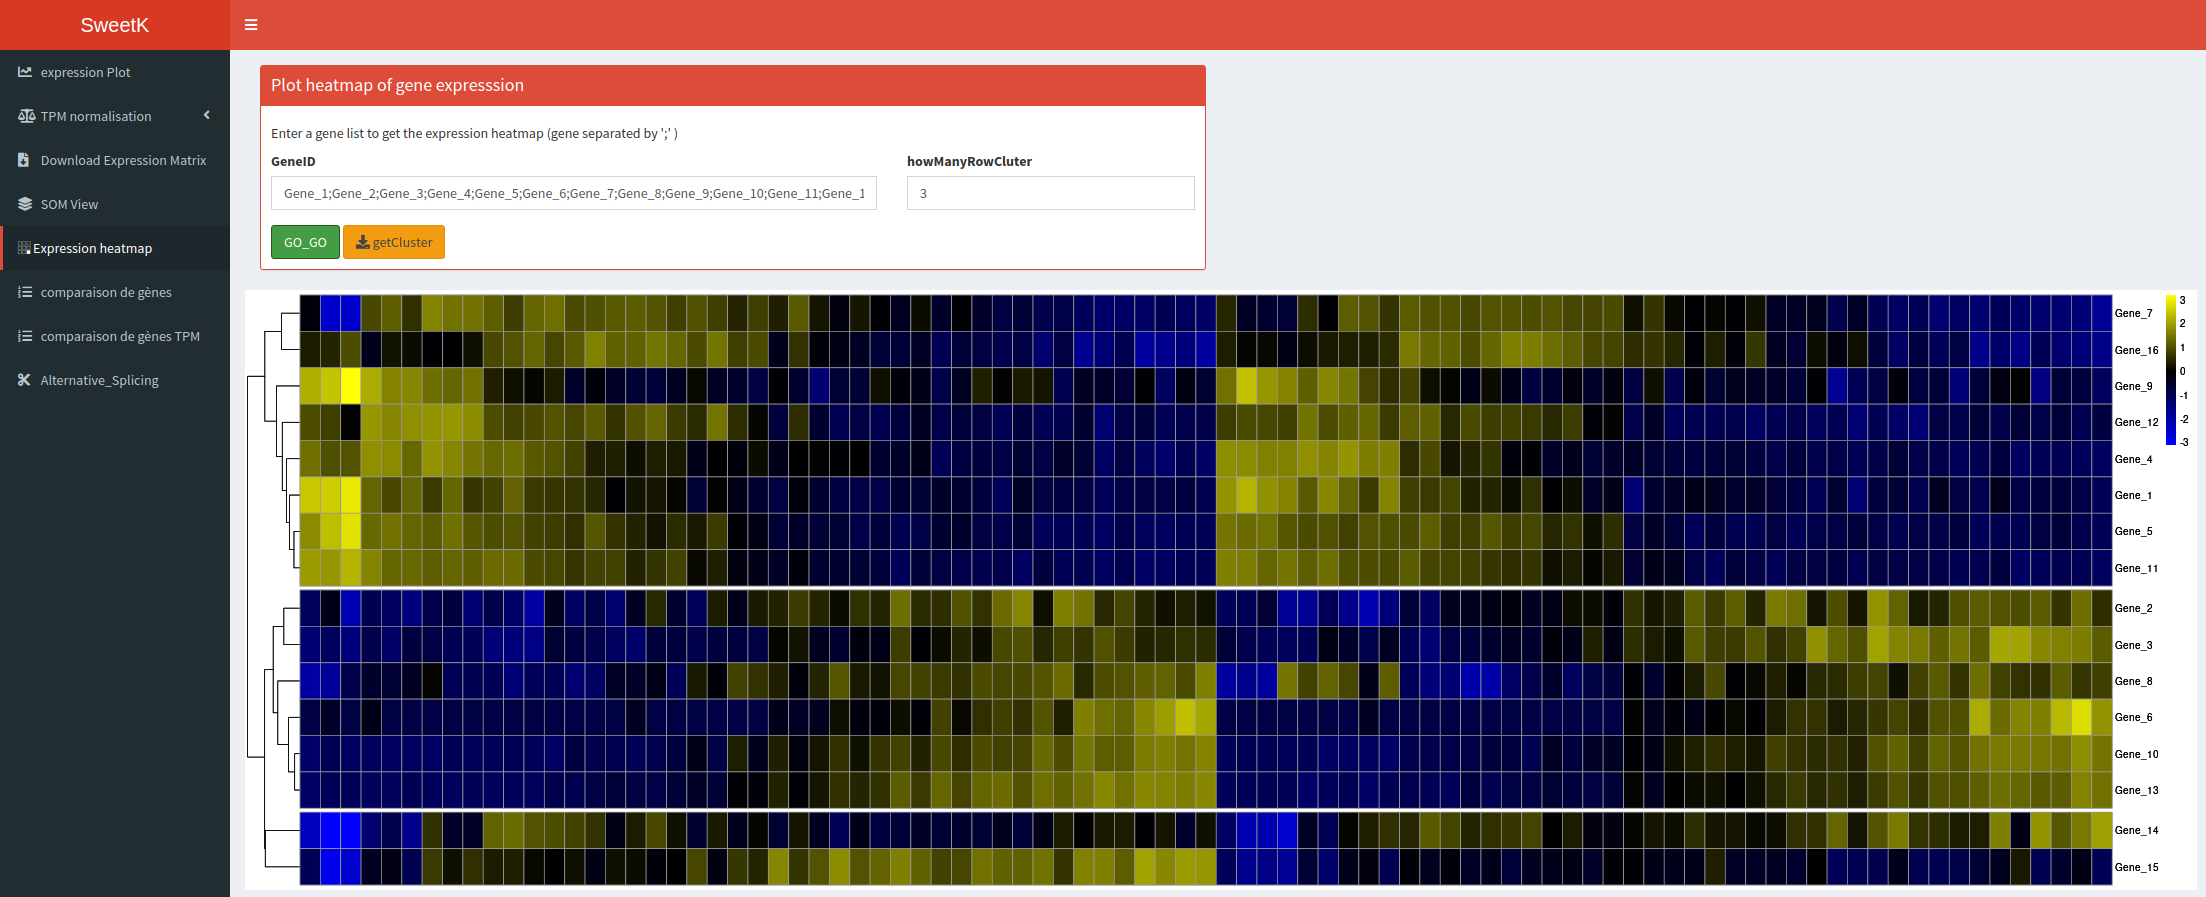 SweetK
expression Plot
TPM normalisation
Download Expression Matrix
SOM View
Expression heatmap
comparaison de gènes
comparaison de gènes TPM
Alternative_Splicing
Plot heatmap of gene expresssion
Enter a gene list to get the expression heatmap (gene separated by ';' )
GeneID
howManyRowCluter
Gene_1;Gene_2;Gene_3;Gene_4;Gene_5;Gene_6;Gene_7;Gene_8;Gene_9;Gene_10;Gene_11;Gene_1
3
GO_GO
getCluster
Gene_7
Gene_16
Gene_9
Gene_12
Gene_4
Gene_1
Gene_5
Gene_11
Gene_2
Gene_3
Gene_8
Gene_6
Gene_10
Gene_13
Gene_14
Gene_15
3
2
1
0
-1
-2
-3